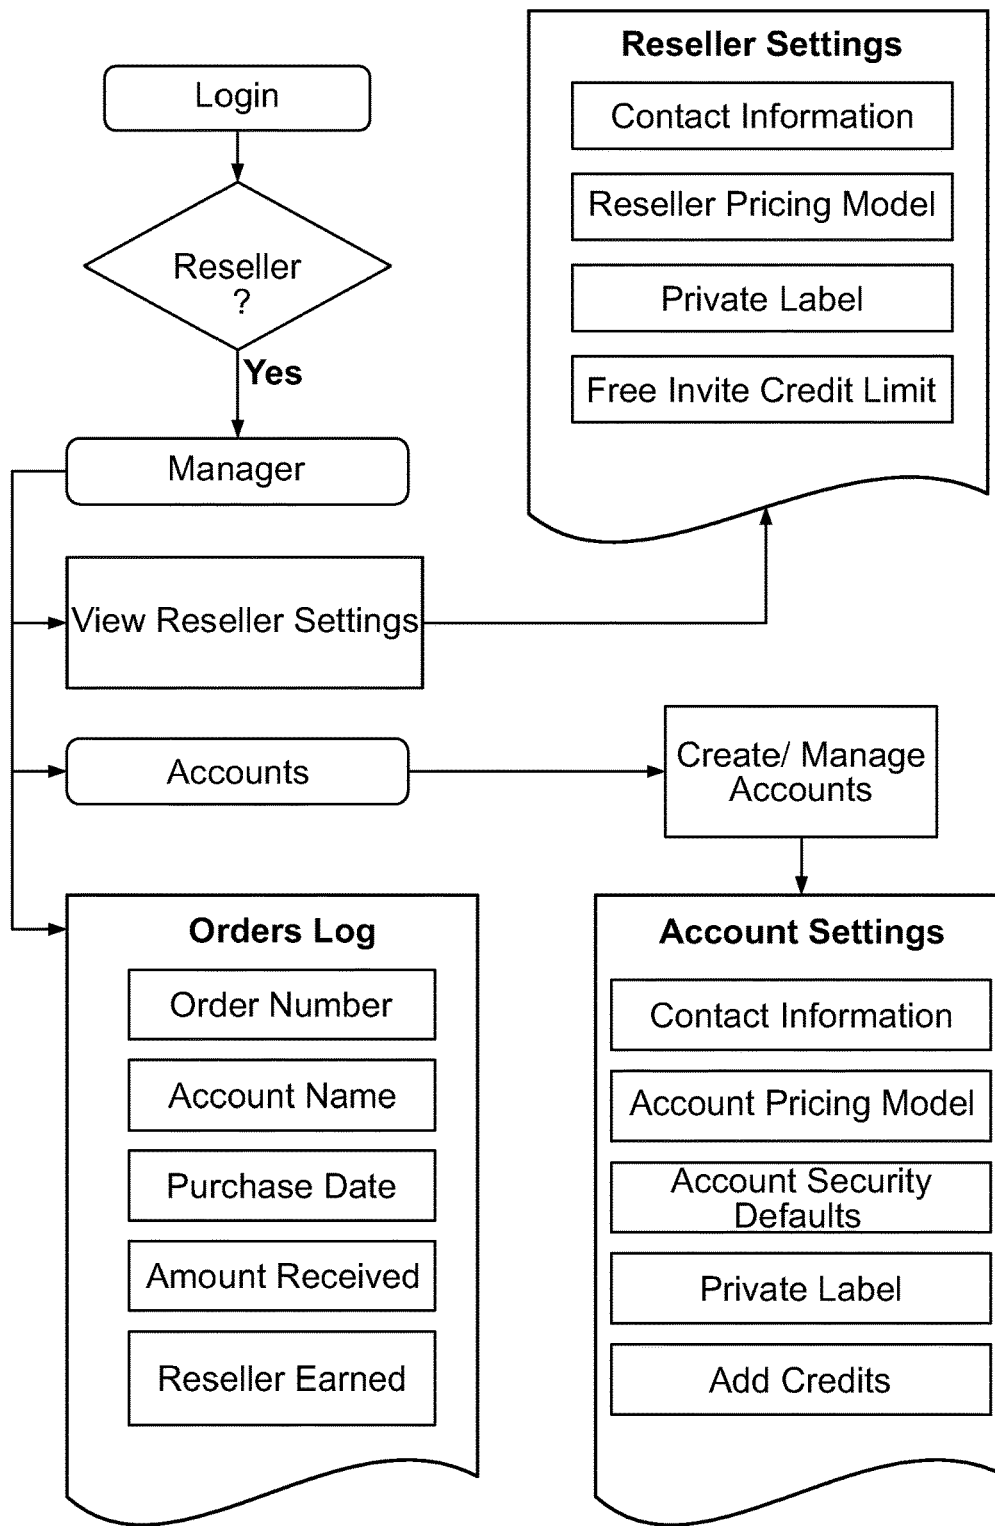 Login
Reseller
?
Yes
Manager
View Reseller Settings
Accounts
Reseller Settings
Contact Information
Reseller Pricing Model
Private Label
Free Invite Credit Limit
Create/ Manage
Accounts
Orders Log
Order Number
Account Name
Purchase Date
Amount Received
Reseller Earned
Account Settings
Contact Information
Account Pricing Model
Account Security
Defaults
Private Label
Add Credits